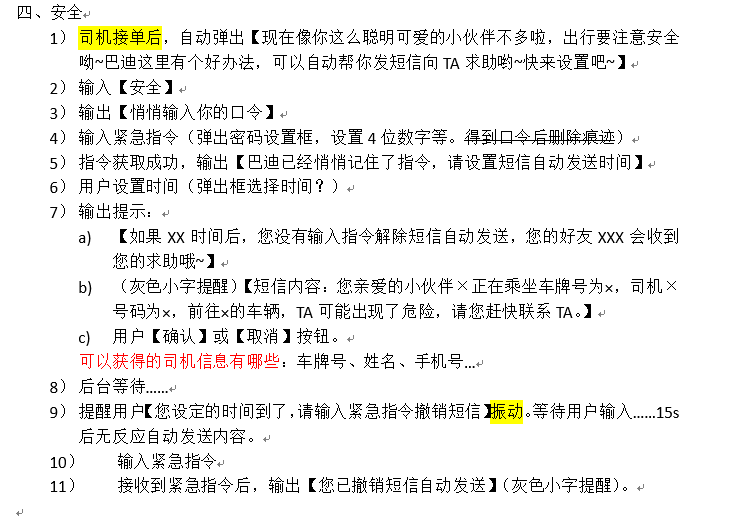 四、安全
1） 司机接单后，自动弹出【现在像你这么聪明可爱的小伙伴不多啦，出行要注意安全
呦~巴迪这里有个好办法，可以自动帮你发短信向 TA 求助哟~快来设置吧~】
2） 输入【安全】
3） 输出【悄悄输入你的口令】
4） 输入紧急指令（弹出密码设置框，设置 4 位数字等。得到口令后删除痕迹）
5） 指令获取成功，输出【巴迪已经悄悄记住了指令，请设置短信自动发送时间】
6） 用户设置时间（弹出框选择时间？）
7） 输出提示：
a) 【如果 XX 时间后，您没有输入指令解除短信自动发送，您的好友 XXX 会收到
您的求助哦~】
b) （灰色小字提醒）【短信内容：您亲爱的小伙伴×正在乘坐车牌号为×，司机×
号码为×，前往×的车辆，TA 可能出现了危险，请您赶快联系 TA。】
c) 用户【确认】或【取消】按钮。
可以获得的司机信息有哪些：车牌号、姓名、手机号…
8） 后台等待……
9） 提醒用户【您设定的时间到了，请输入紧急指令撤销短信】振动。等待用户输入……15s
后无反应自动发送内容。
10） 输入紧急指令
11） 接收到紧急指令后，输出【您已撤销短信自动发送】（灰色小字提醒）。